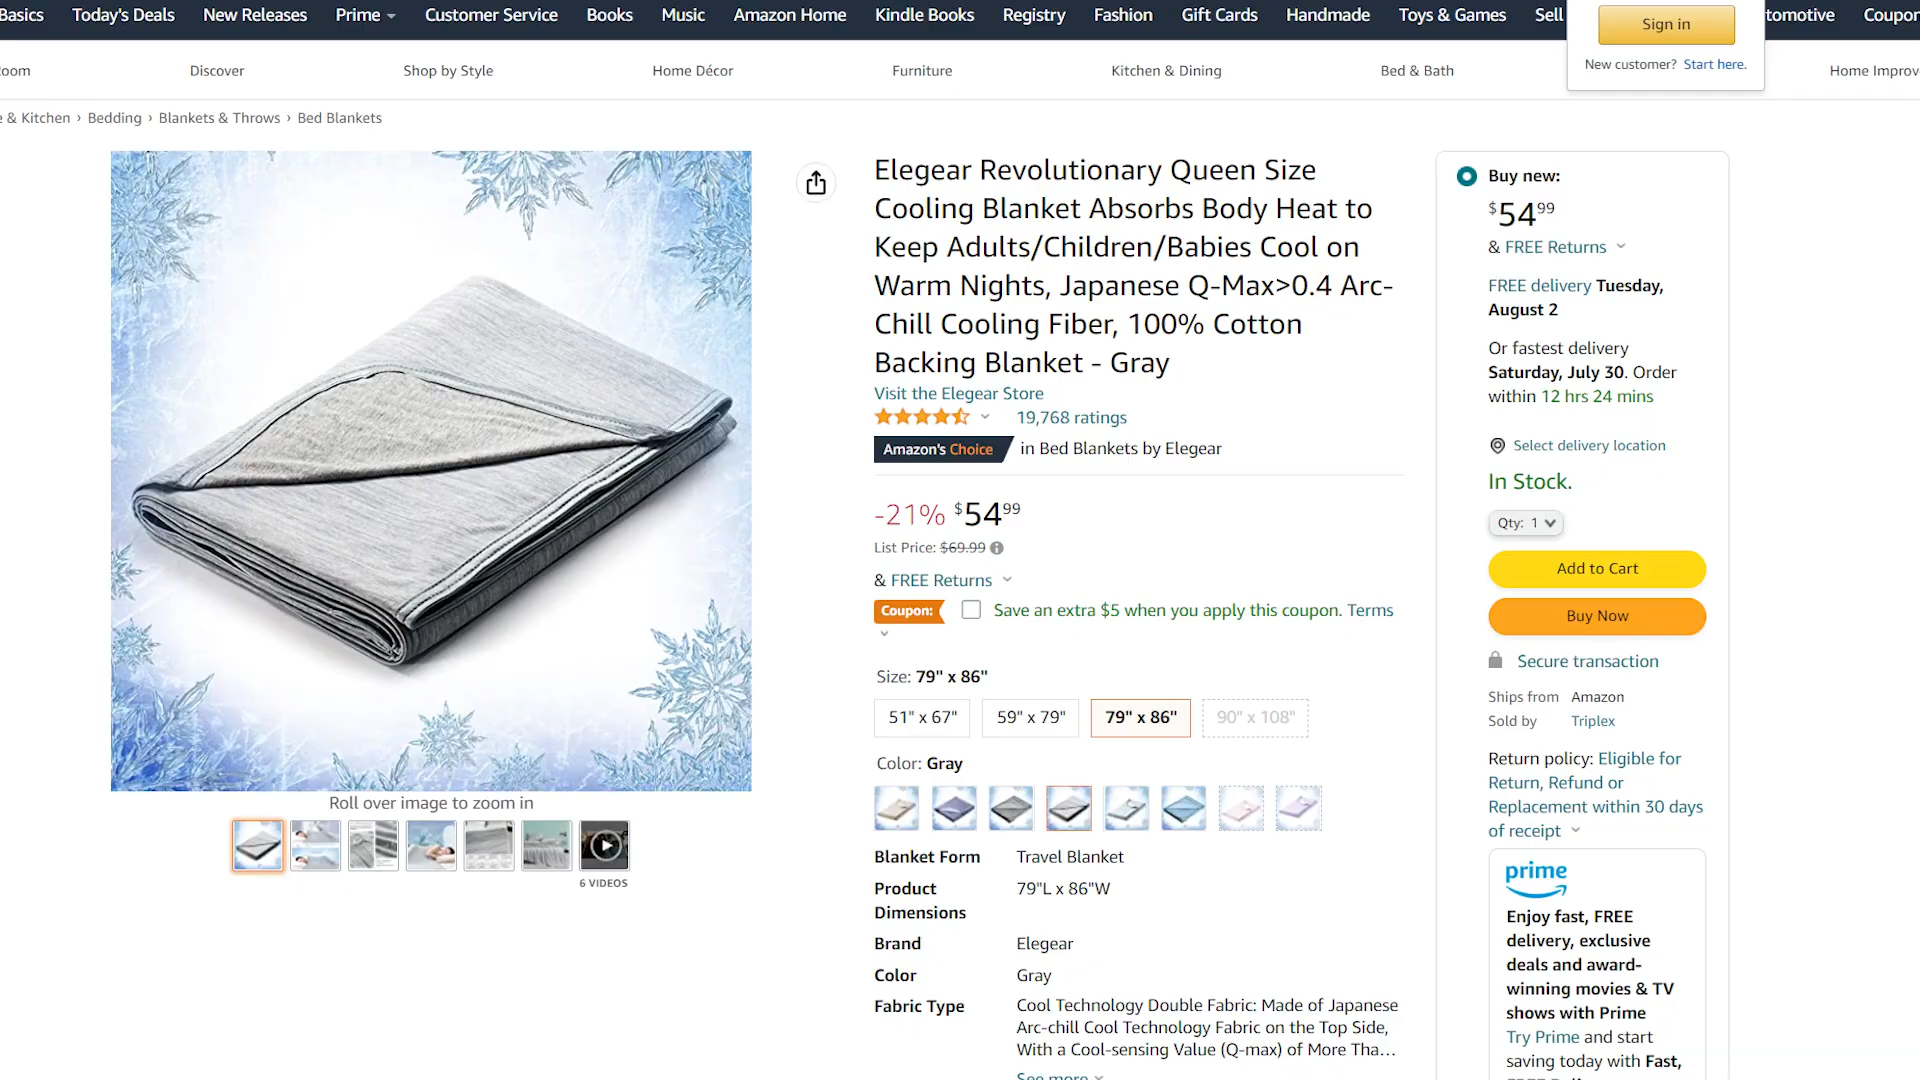 Basics Today's Deals New Releases Prime Customer Service Books Music Amazon Home Kindle Books Registry Fashion Gift Cards Handmade Toys & Games Sell
Coupon
Sign in
New customer? Start here.
Discover Shop by Style Home Décor Furniture Kitchen & Dining Bed & Bath
& Kitchen › Bedding › Blankets & Throws › Bed Blankets
Elegear Revolutionary Queen Size
Cooling Blanket Absorbs Body Heat to
Keep Adults/Children/Babies Cool on
Warm Nights, Japanese Q-Max>0.4 Arc-
Chill Cooling Fiber, 100% Cotton
Backing Blanket - Gray
Visit the Elegear Store
19,768 ratings
Amazon's Choice in Bed Blankets by Elegear
-21% $54 99
List Price: $69.99
& FREE Returns
Coupon: Save an extra $5 when you apply this coupon. Terms
Size: 79" x 86"
51" x 67" 59" x 79" 79" x 86" 90" x 108"
Color: Gray
Roll over image to zoom in
6 VIDEOS
Blanket Form Travel Blanket
Product Dimensions 79"L x 86"W
Brand Elegear
Color Gray
Fabric Type Cool Technology Double Fabric: Made of Japanese
Arc-chill Cool Technology Fabric on the Top Side,
With a Cool-sensing Value (Q-max) of More Tha…
See more
Buy new:
$54 99
& FREE Returns
FREE delivery Tuesday,
August 2
Or fastest delivery
Saturday, July 30. Order
within 12 hrs 24 mins
Select delivery location
In Stock.
Qty: 1
Add to Cart
Buy Now
Secure transaction
Ships from Amazon
Sold by Triplex
Return policy: Eligible for
Return, Refund or
Replacement within 30 days
of receipt
prime
Enjoy fast, FREE
delivery, exclusive
deals and award-
winning movies & TV
shows with Prime
Try Prime and start
saving today with Fast,